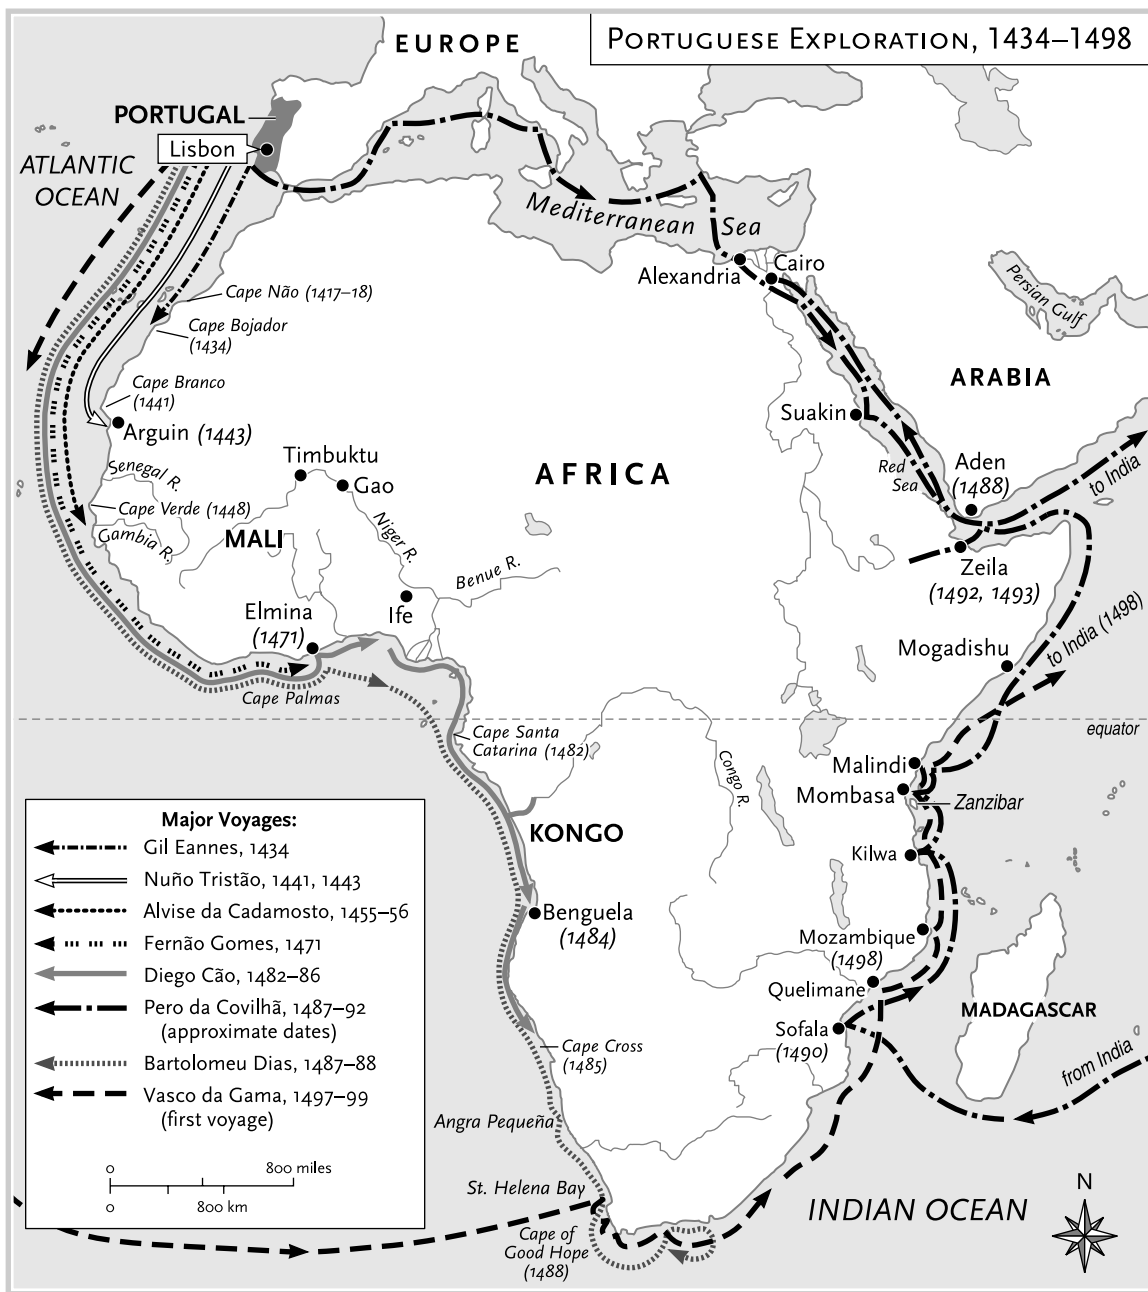 PORTUGUESE EXPLORATION, 1434–1498
EUROPE
PORTUGAL
Lisbon
ATLANTIC
OCEAN
Mediterranean Sea
Alexandria
Cairo
Persian Gulf
Cape Não (1417–18)
Cape Bojador
(1434)
ARABIA
Cape Branco
(1441)
Arguin (1443)
Suakin
Timbuktu
Gao
AFRICA
Red
Sea
Aden
(1488)
to India
Senegal R.
Cape Verde (1448)
Gambia R.
MALI
Niger R.
Benue R.
Zeila
(1492, 1493)
Elmina
(1471)
Ife
Mogadishu
to India (1498)
Cape Palmas
equator
Cape Santa
Catarina (1482)
Congo R.
Malindi
Mombasa
Zanzibar
KONGO
Kilwa
Benguela
(1484)
Mozambique
(1498)
Quelimane
MADAGASCAR
Sofala
(1490)
from India
Cape Cross
(1485)
Angra Pequeña
St. Helena Bay
Cape of
Good Hope
(1488)
INDIAN OCEAN
N
Major Voyages:
Gil Eannes, 1434
Nuño Tristão, 1441, 1443
Alvise da Cadamosto, 1455–56
Fernão Gomes, 1471
Diego Cão, 1482–86
Pero da Covilhã, 1487–92
(approximate dates)
Bartolomeu Dias, 1487–88
Vasco da Gama, 1497–99
(first voyage)
0 800 miles
0 800 km